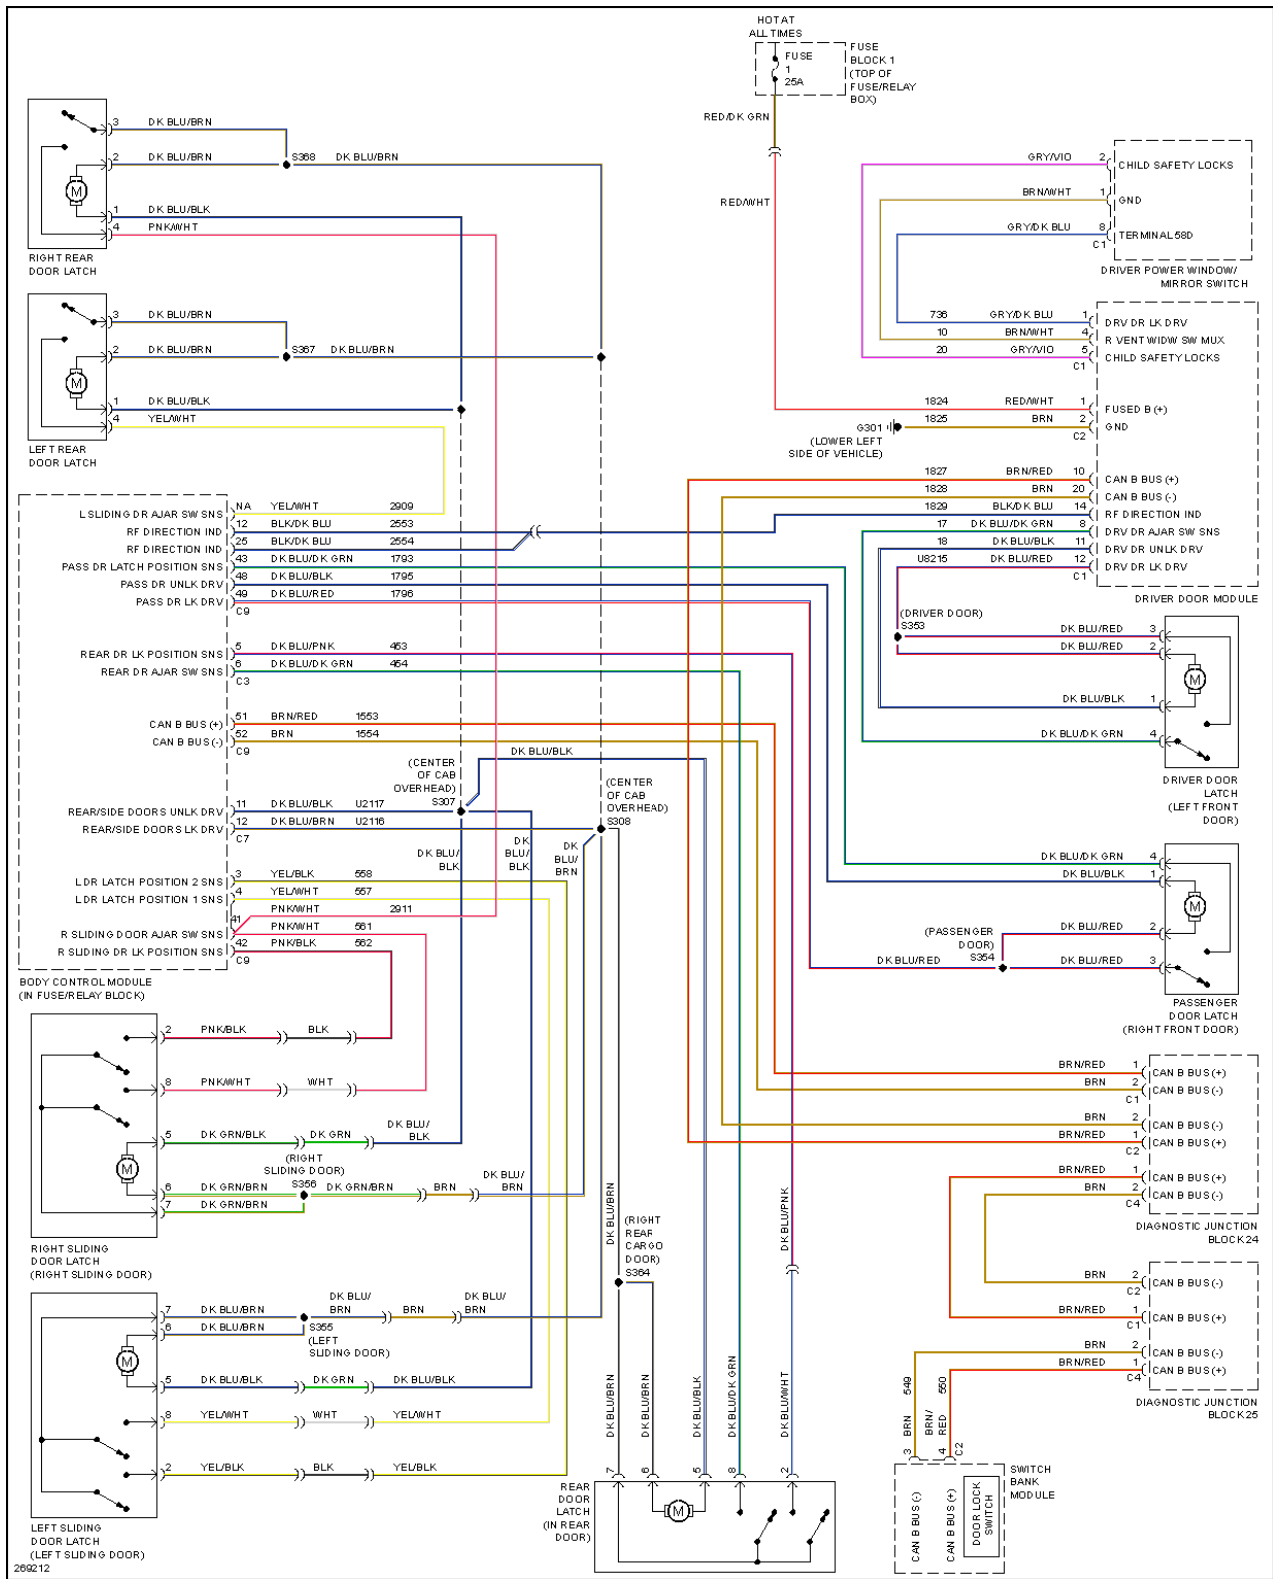 HOT AT
ALL TIMES
FUSE
1
25A
FUSE
BLOCK 1
(TOP OF
FUSE/RELAY
BOX)
RED/DK GRN
RED/WHT
3 DK BLU/BRN
2 DK BLU/BRN
S368 DK BLU/BRN
M
1 DK BLU/BLK
4 PNK/WHT
RIGHT REAR
DOOR LATCH
3 DK BLU/BRN
2 DK BLU/BRN
S367 DK BLU/BRN
M
1 DK BLU/BLK
4 YEL/WHT
LEFT REAR
DOOR LATCH
GRY/VIO 2 CHILD SAFETY LOCKS
BRN/WHT 1 GND
GRY/DK BLU 8 TERMINAL 58D
C1
DRIVER POWER WINDOW/
MIRROR SWITCH
736 GRY/DK BLU 1 DRV DR LK DRV
10 BRN/WHT 4 R VENT WIDW SW MUX
20 GRY/VIO 5 CHILD SAFETY LOCKS
C1
1824 RED/WHT 1 FUSED B (+)
G301 1825 BRN 2 GND
C2
(LOWER LEFT
SIDE OF VEHICLE)
1827 BRN/RED 10 CAN B BUS (+)
1828 BRN 20 CAN B BUS (-)
1829 BLK/DK BLU 14 RF DIRECTION IND
17 DK BLU/DK GRN 8 DRV DR AJAR SW SNS
18 DK BLU/BLK 11 DRV DR UNLK DRV
U8215 DK BLU/RED 12 DRV DR LK DRV
C1
DRIVER DOOR MODULE
L SLIDING DR AJAR SW SNS NA YEL/WHT 2909
RF DIRECTION IND 12 BLK/DK BLU 2553
RF DIRECTION IND 25 BLK/DK BLU 2554
PASS DR LATCH POSITION SNS 43 DK BLU/DK GRN 1793
PASS DR UNLK DRV 48 DK BLU/BLK 1795
PASS DR LK DRV 49 DK BLU/RED 1796
C9
REAR DR LK POSITION SNS 5 DK BLU/PNK 453
REAR DR AJAR SW SNS 6 DK BLU/DK GRN 454
C3
CAN B BUS (+) 51 BRN/RED 1553
CAN B BUS (-) 52 BRN 1554
C9
REAR/SIDE DOORS UNLK DRV 11 DK BLU/BLK U2117
REAR/SIDE DOORS LK DRV 12 DK BLU/BRN U2116
C7
L DR LATCH POSITION 2 SNS 3 YEL/BLK 558
L DR LATCH POSITION 1 SNS 4 YEL/WHT 557
41 PNK/WHT 2911
R SLIDING DOOR AJAR SW SNS PNK/WHT 561
R SLIDING DR LK POSITION SNS 42 PNK/BLK 562
C9
BODY CONTROL MODULE
(IN FUSE/RELAY BLOCK)
(CENTER
OF CAB
OVERHEAD)
S307
DK BLU/BLK
(CENTER
OF CAB
OVERHEAD)
S308
DK BLU/
BLK
DK
BLU/
BLK
DK
BLU/
BRN
(DRIVER DOOR)
S353
DK BLU/RED 3
DK BLU/RED 2
M
DK BLU/BLK 1
DK BLU/DK GRN 4
DRIVER DOOR
LATCH
(LEFT FRONT
DOOR)
DK BLU/DK GRN 4
DK BLU/BLK 1
M
DK BLU/RED 2
(PASSENGER
DOOR)
S354
DK BLU/RED
DK BLU/RED 3
PASSENGER
DOOR LATCH
(RIGHT FRONT DOOR)
2 PNK/BLK BLK
8 PNK/WHT WHT
5 DK GRN/BLK DK GRN DK BLU/
BLK
M
(RIGHT
SLIDING DOOR)
S356
6 DK GRN/BRN DK GRN/BRN BRN DK BLU/
BRN
7 DK GRN/BRN
RIGHT SLIDING
DOOR LATCH
(RIGHT SLIDING DOOR)
7 DK BLU/BRN DK BLU/
BRN BRN DK BLU/
BRN
6 DK BLU/BRN
S355
(LEFT
SLIDING DOOR)
M
5 DK BLU/BLK DK GRN DK BLU/BLK
8 YEL/WHT WHT YEL/WHT
2 YEL/BLK BLK YEL/BLK
LEFT SLIDING
DOOR LATCH
(LEFT SLIDING DOOR)
269212
DK BLU/BRN
(RIGHT
REAR
CARGO
DOOR)
S364
DK BLU/PNK
DK BLU/BRN
DK BLU/BRN
DK BLU/BLK
DK BLU/DK GRN
DK BLU/WHT
7 6 5 8 2
M
REAR
DOOR
LATCH
(IN REAR
DOOR)
BRN/RED 1 CAN B BUS (+)
BRN 2 CAN B BUS (-)
C1
BRN 2 CAN B BUS (-)
BRN/RED 1 CAN B BUS (+)
C2
BRN/RED 1 CAN B BUS (+)
BRN 2 CAN B BUS (-)
C4
DIAGNOSTIC JUNCTION
BLOCK 24
BRN 2 CAN B BUS (-)
C2
BRN/RED 1 CAN B BUS (+)
C1
BRN 2 CAN B BUS (-)
BRN/RED 1 CAN B BUS (+)
C4
DIAGNOSTIC JUNCTION
BLOCK 25
549
550
BRN
BRN/
RED
3 4 C2
CAN B BUS (-)
CAN B BUS (+)
DOOR LOCK
SWITCH
SWITCH
BANK
MODULE